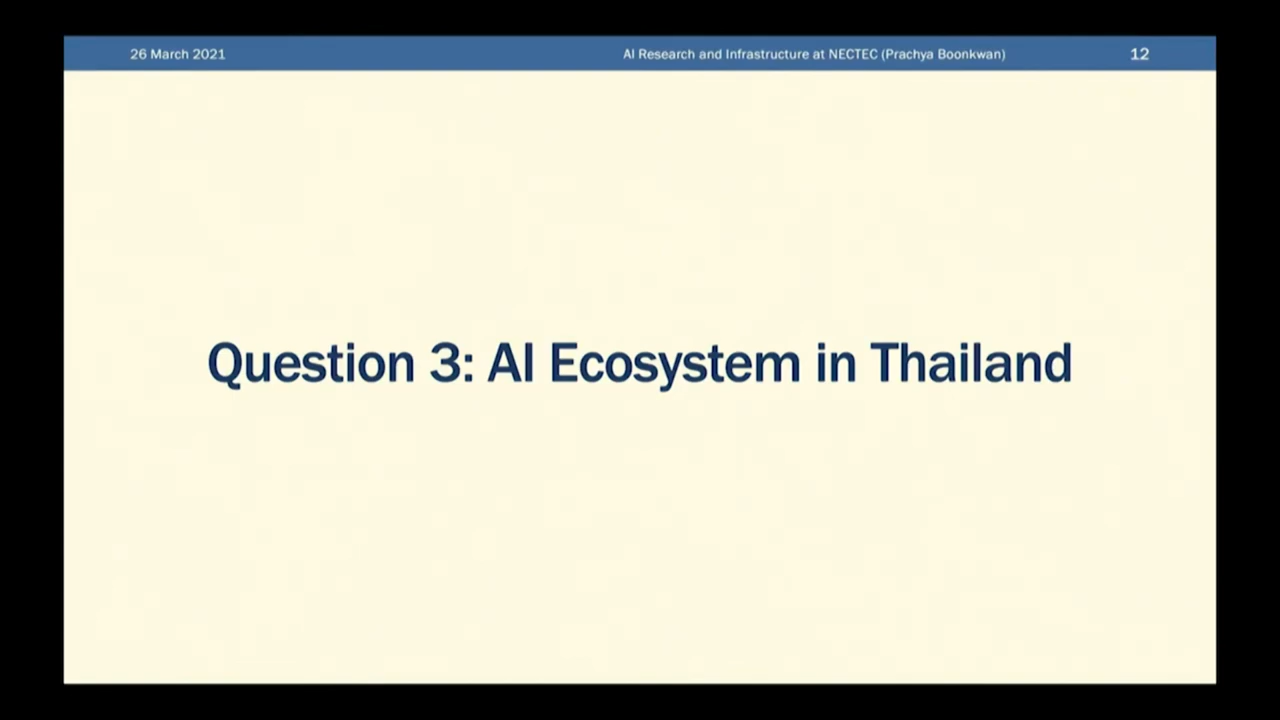 26 March 2021
AI Research and Infrastructure at NECTEC (Prachya Boonkwan)
12
Question 3: AI Ecosystem in Thailand